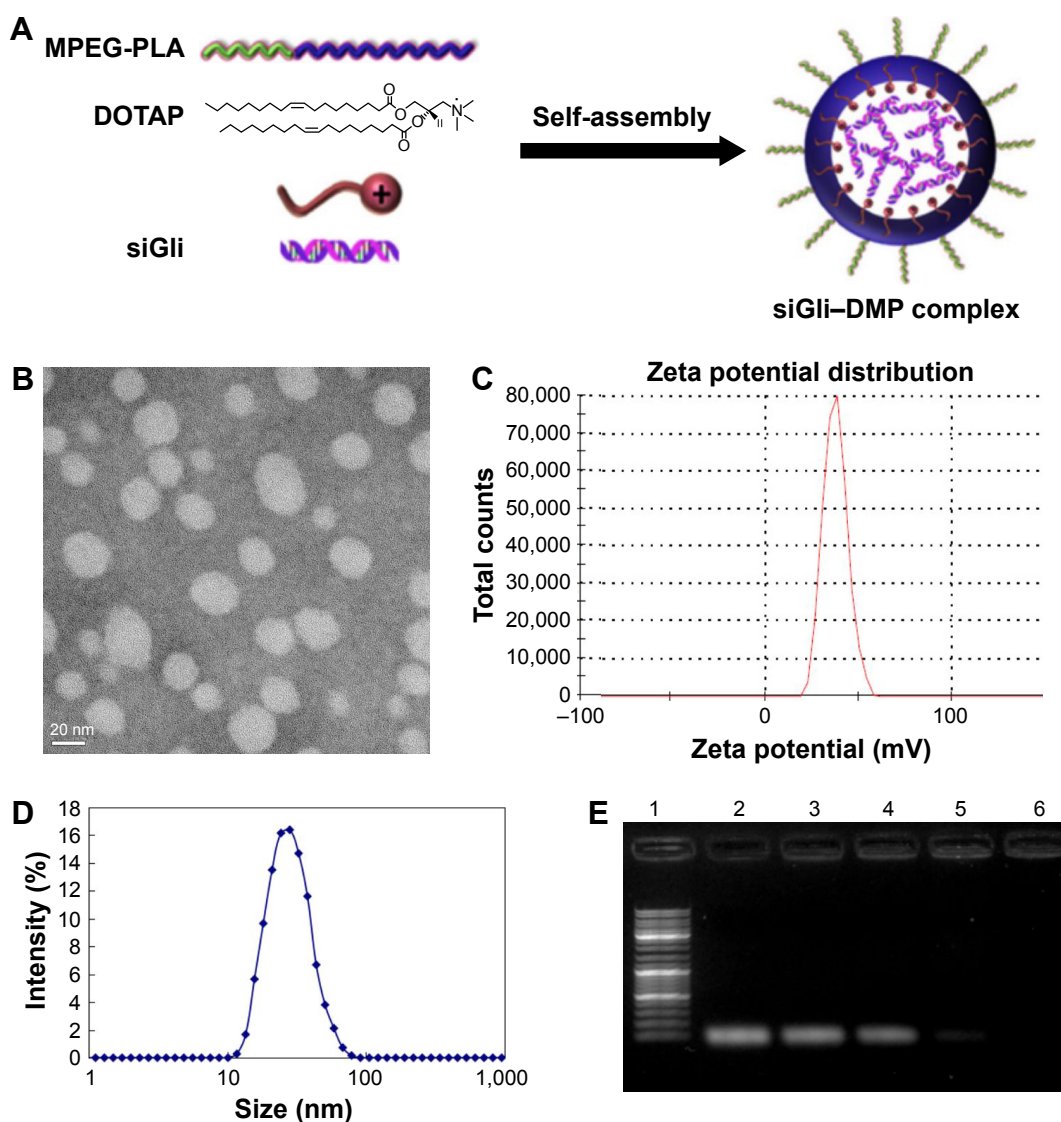 A
MPEG-PLA
DOTAP
O
O
O
O
N
II
+
siGli
Self-assembly
siGli–DMP complex
B
20 nm
C
Zeta potential distribution
80,000
70,000
60,000
50,000
40,000
30,000
20,000
10,000
0
Total counts
–100
0
100
Zeta potential (mV)
D
18
16
14
12
10
8
6
4
2
0
Intensity (%)
1
10
100
1,000
Size (nm)
E
1 2 3 4 5 6